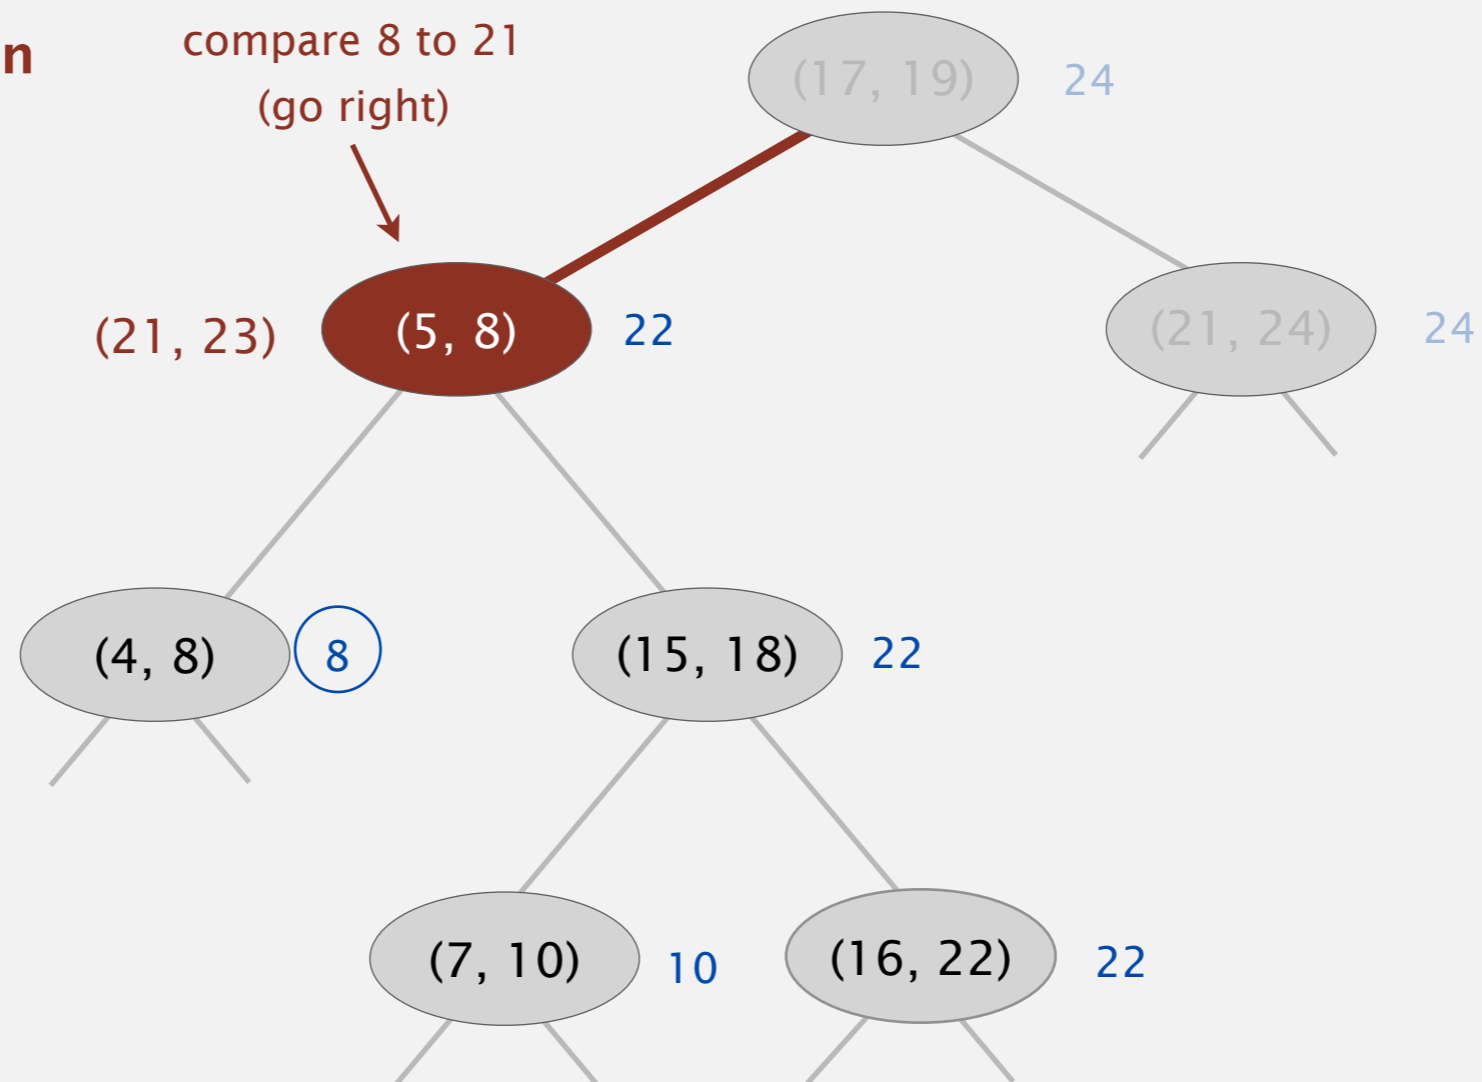 n
compare 8 to 21
(go right)
(17, 19) 24
(21, 23) (5, 8) 22 (21, 24) 24
(4, 8) 8 (15, 18) 22
(7, 10) 10 (16, 22) 22